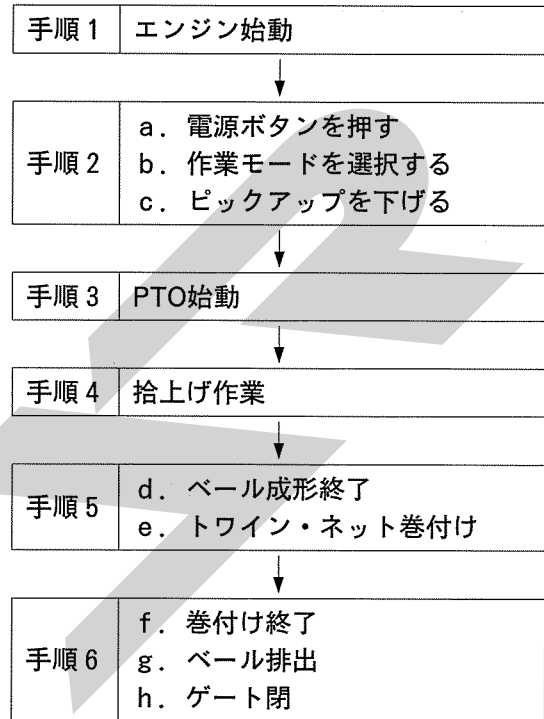 手順1 エンジン始動
手順2
a. 電源ボタンを押す
b. 作業モードを選択する
c. ピックアップを下げる
手順3 PTO始動
手順4 拾上げ作業
手順5
d. ベール成形終了
e. トワイン・ネット巻付け
手順6
f. 巻付け終了
g. ベール排出
h. ゲート閉